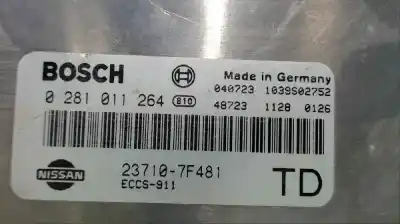 BOSCH
Made in Germany
0 281 011 264 e10
040723 1039S02752
48723 1128 0126
NISSAN
23710-7F481
ECCS-911
TD